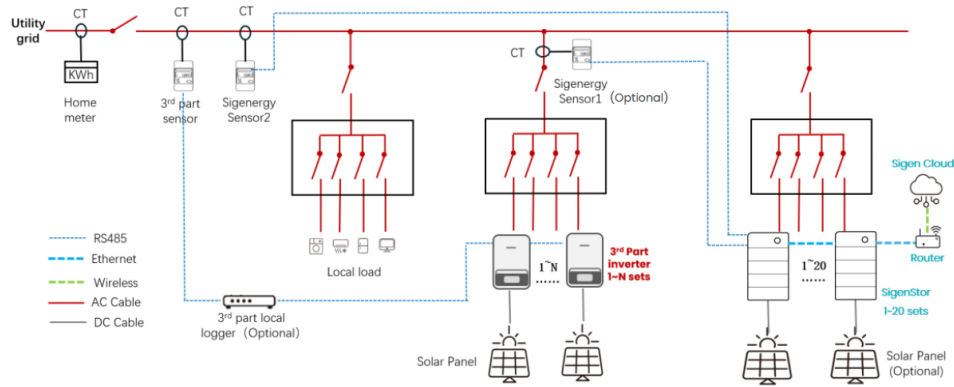 Utility
grid
CT
CT
CT
KWh
Home
meter
3rd part
sensor
Sigenergy
Sensor2
CT
Sigenergy
Sensor1 (Optional)
Sigen Cloud
Router
RS485
Ethernet
Wireless
AC Cable
DC Cable
Local load
3rd part local
logger（Optional）
1~N
......
3rd Part
inverter
1~N sets
1~20
......
SigenStor
1-20 sets
Solar Panel
Solar Panel
(Optional)